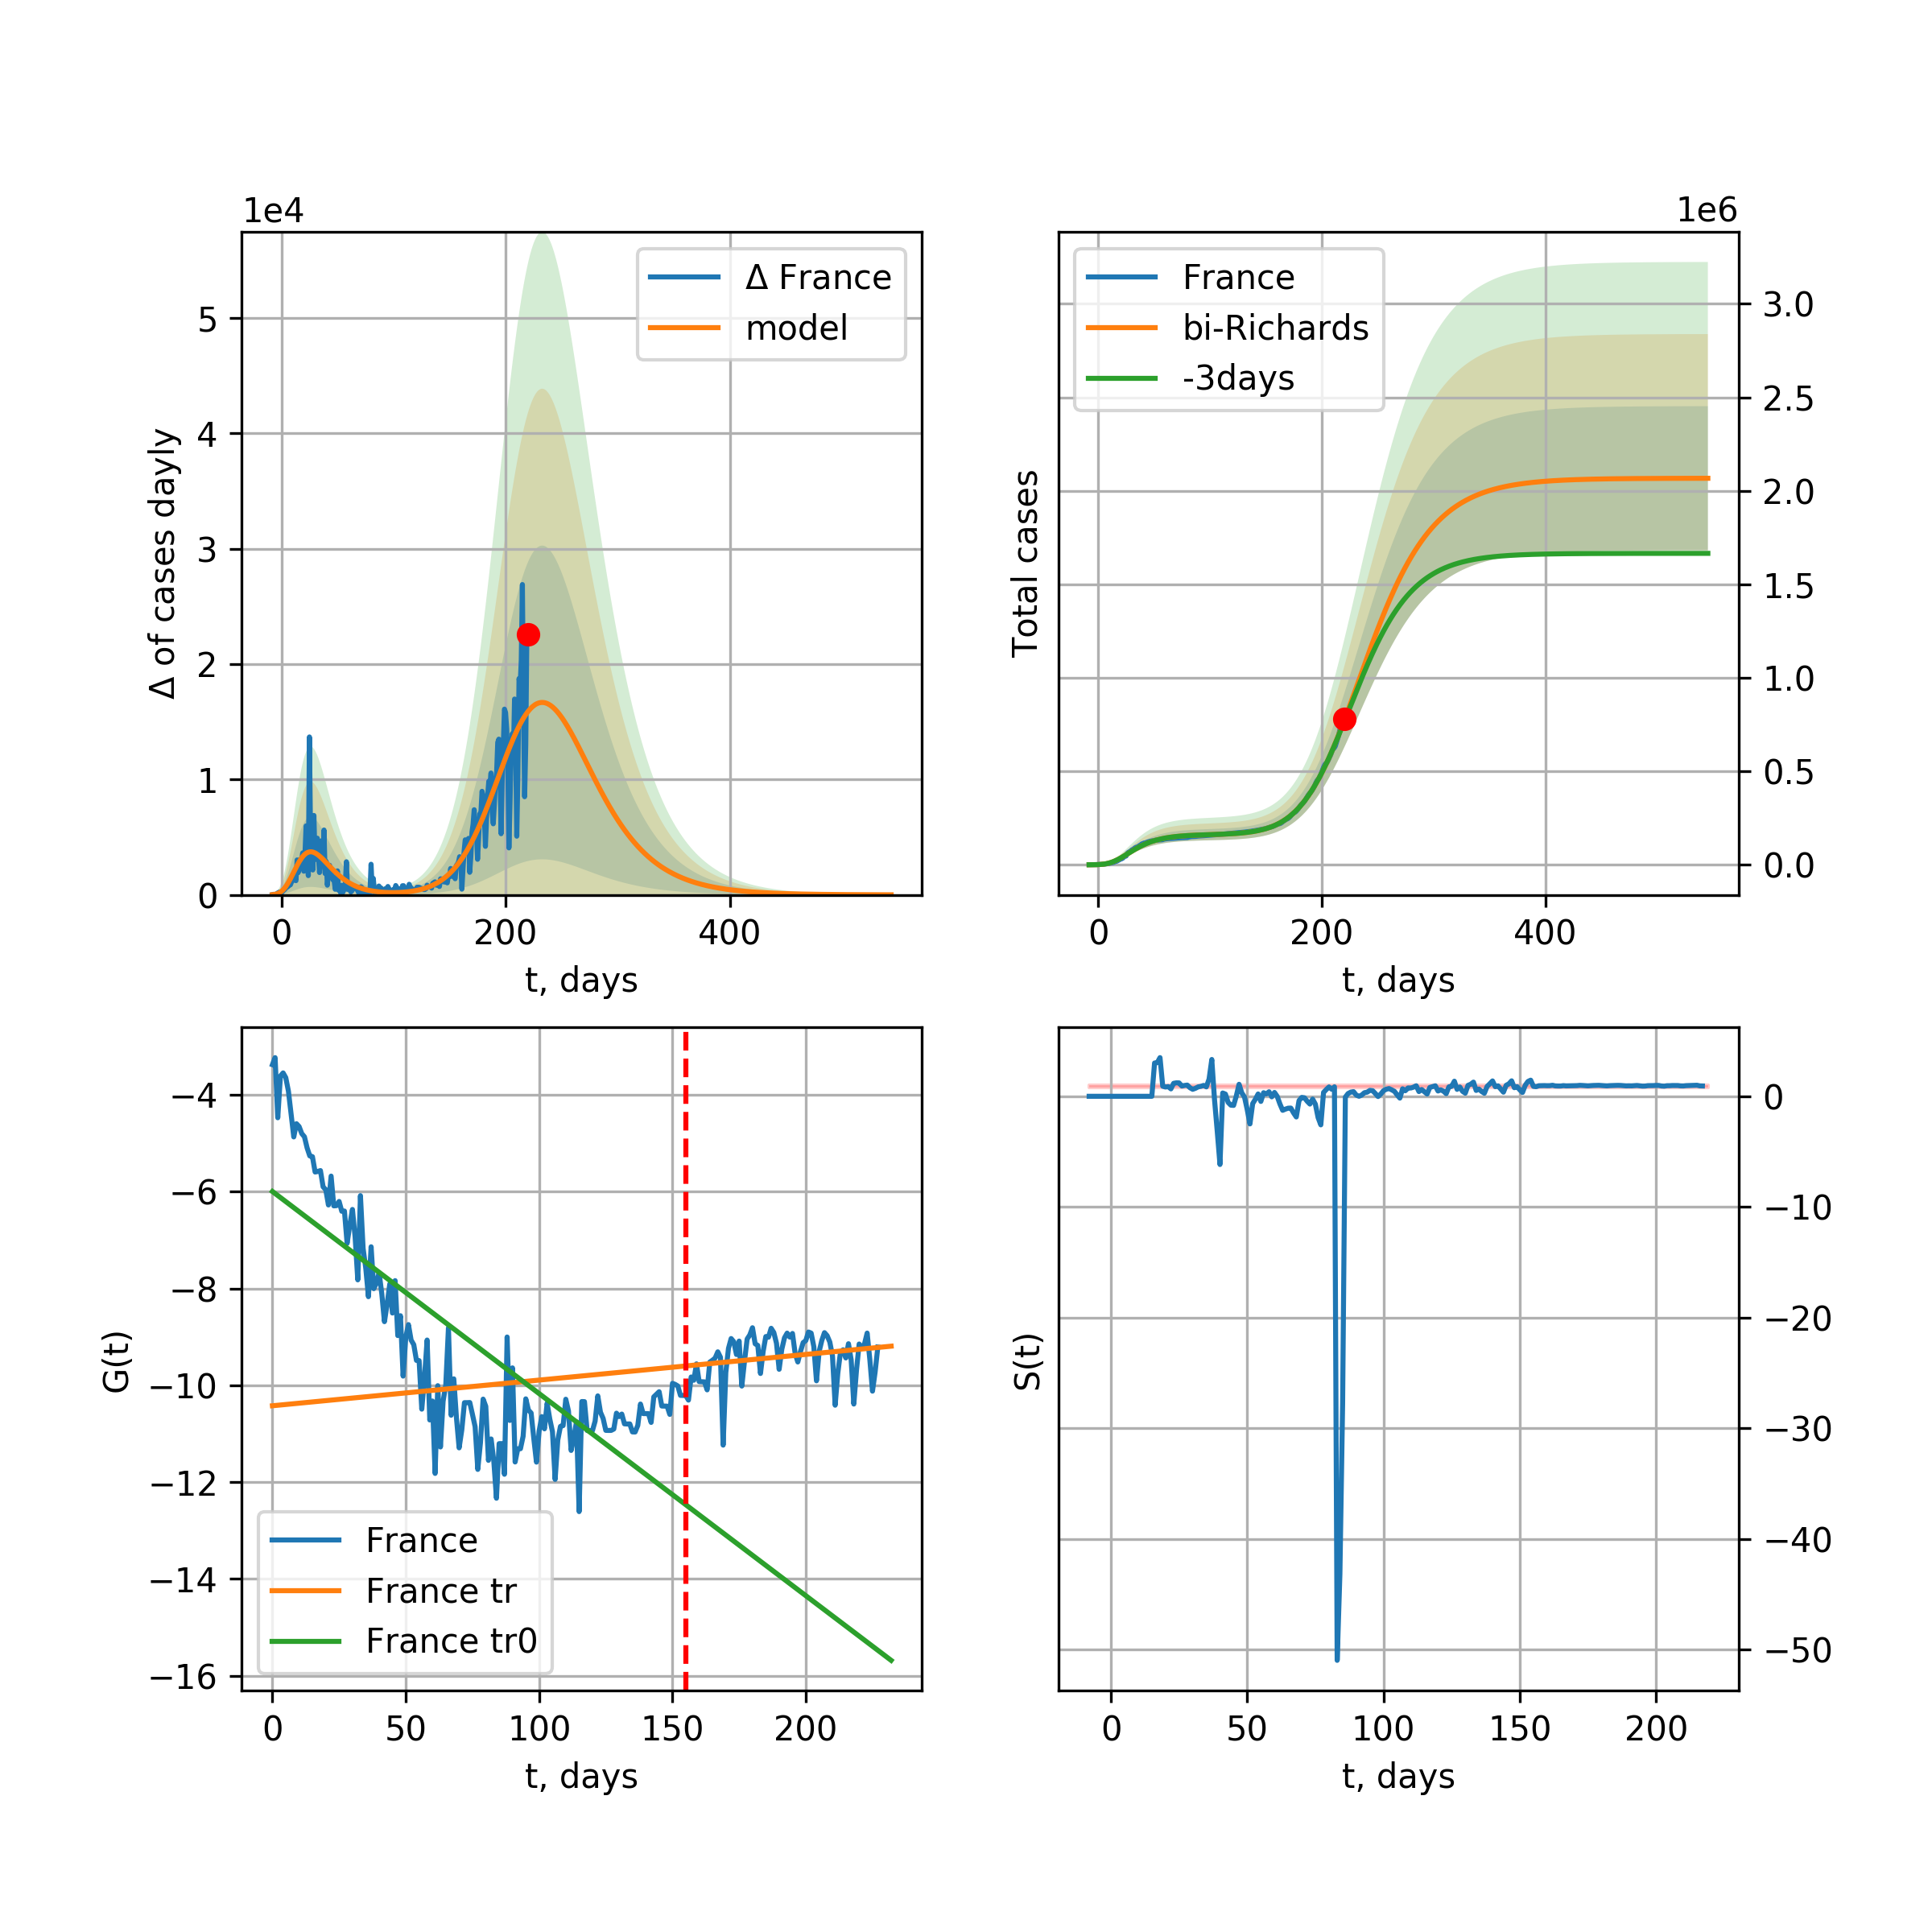 1e4
Δ France
model
5
4
3
2
1
0
Δ of cases dayly
0 200 400
t, days
1e6
France
bi-Richards
-3days
3.0
2.5
2.0
1.5
1.0
0.5
0.0
Total cases
0 200 400
t, days
−4
−6
−8
−10
−12
−14
−16
G(t)
France
France tr
France tr0
0 50 100 150 200
t, days
0
−10
−20
−30
−40
−50
S(t)
0 50 100 150 200
t, days